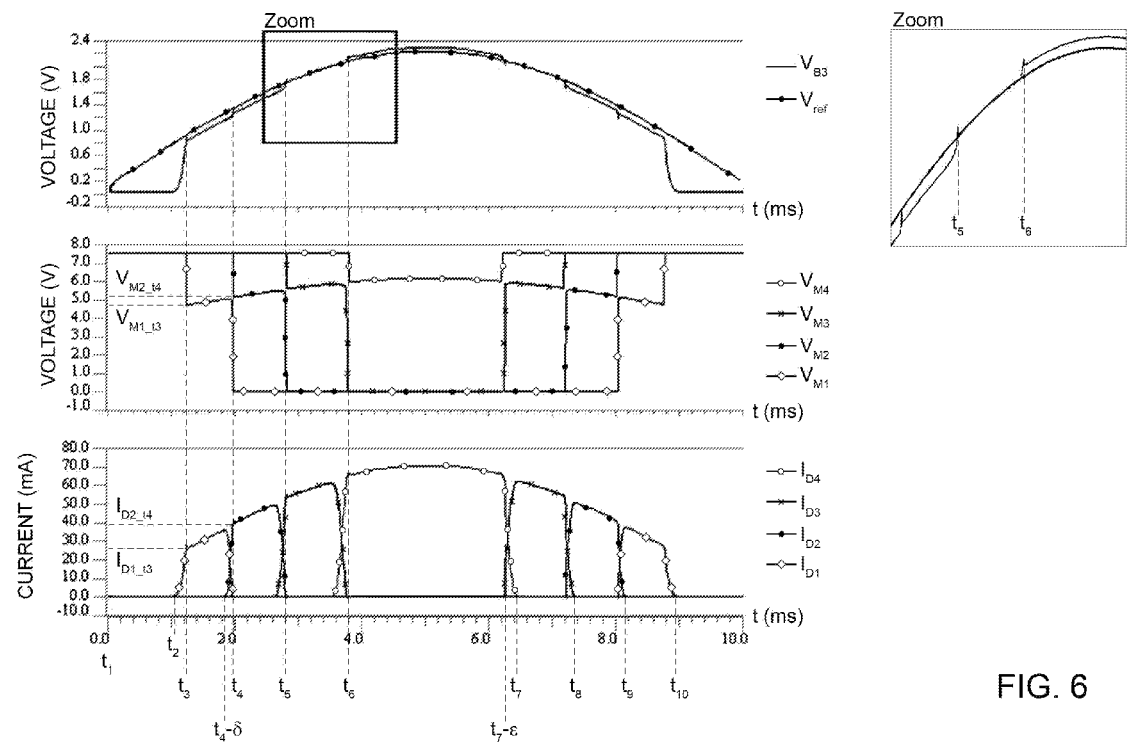 Zoom
Zoom
VOLTAGE (V)
2.4
2.2
1.8
1.4
1.0
0.6
0.2
-0.2
t (ms)
V_B3
V_ref
t_5
t_6
VOLTAGE (V)
8.0
7.0
6.0
5.0
4.0
3.0
2.0
1.0
0.0
-1.0
V_M2_t4
V_M1_t3
t (ms)
V_M4
V_M3
V_M2
V_M1
CURRENT (mA)
80.0
70.0
60.0
50.0
40.0
30.0
20.0
10.0
0.0
-10.0
I_D2_t4
I_D1_t3
t (ms)
I_D4
I_D3
I_D2
I_D1
0.0
2.0
4.0
6.0
8.0
10.0
t_1
t_2
t_3
t_4
t_5
t_6
t_7
t_8
t_9
t_10
t_4-δ
t_7-ε
FIG. 6